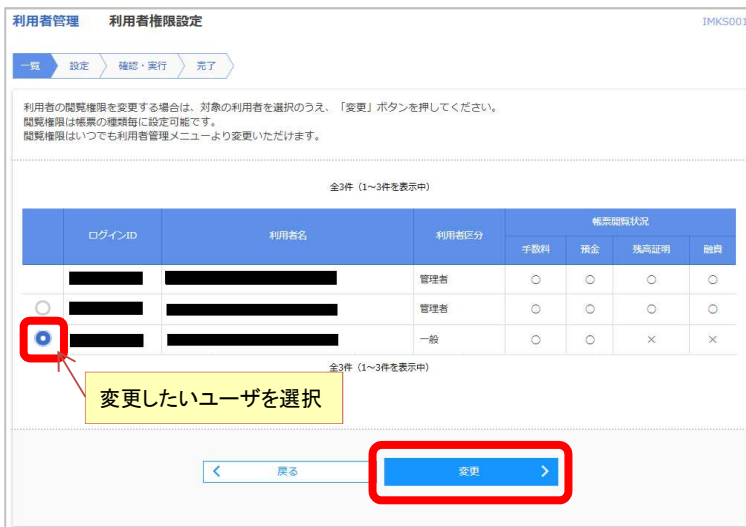 利用者管理 利用者権限設定 IMKS001
一覧 設定 確認・実行 完了
利用者の閲覧権限を変更する場合は、対象の利用者を選択のうえ、「変更」ボタンを押してください。
閲覧権限は帳票の種類毎に設定可能です。
閲覧権限はいつでも利用者管理メニューより変更いただけます。
全3件（1～3件を表示中）
帳票閲覧状況
ログインID 利用者名 利用者区分
手数料 預金 残高証明 融資
管理者 ○ ○ ○ ○
管理者 ○ ○ ○ ○
一般 ○ ○ × ×
全3件（1～3件を表示中）
変更したいユーザを選択
戻る 変更